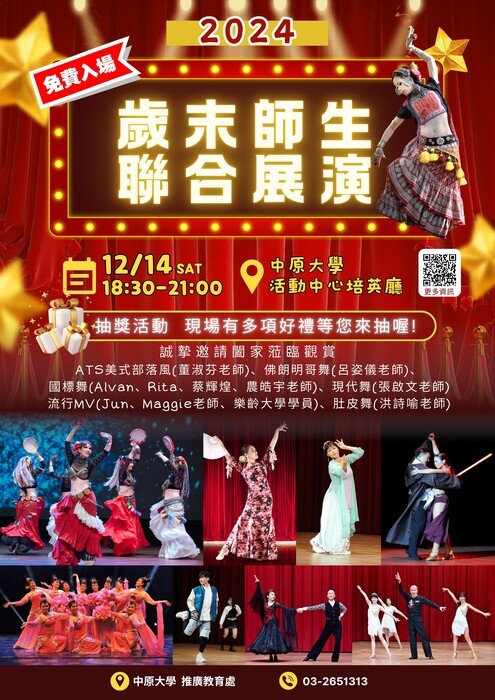 2024
免費入場
歲末師生
聯合展演
12/14 SAT
18:30-21:00
中原大學
活動中心培英廳
更多資訊
抽獎活動 現場有多項好禮等您來抽喔!
誠摯邀請闔家蒞臨觀賞
ATS美式部落風(董淑芬老師)、佛朗明哥舞(呂姿儀老師)、
國標舞(Alvan、Rita、蔡輝煌、農皓宇老師)、現代舞(張啟文老師)
流行MV(Jun、Maggie老師、樂齡大學學員)、肚皮舞(洪詩喻老師)
中原大學 推廣教育處
03-2651313